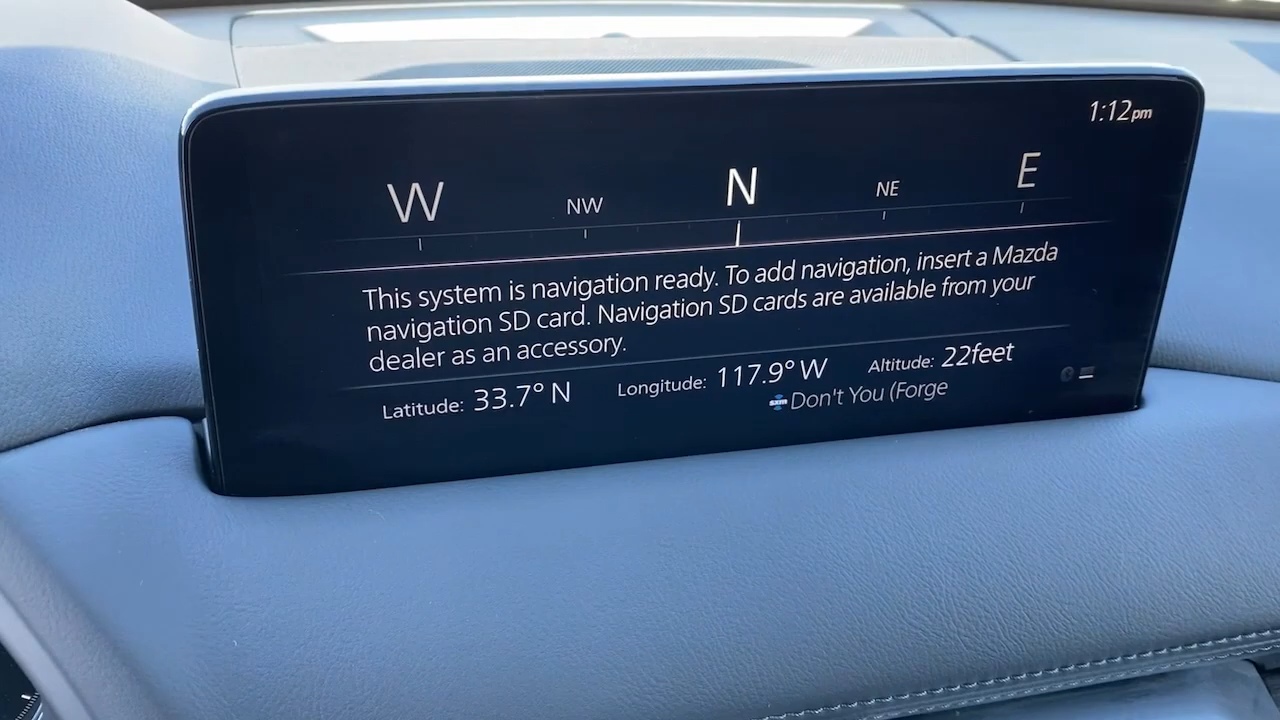 1:12pm
W NW N NE E
This system is navigation ready. To add navigation, insert a Mazda
navigation SD card. Navigation SD cards are available from your
dealer as an accessory.
Latitude: 33.7° N Longitude: 117.9° W Altitude: 22feet
sxm Don't You (Forge